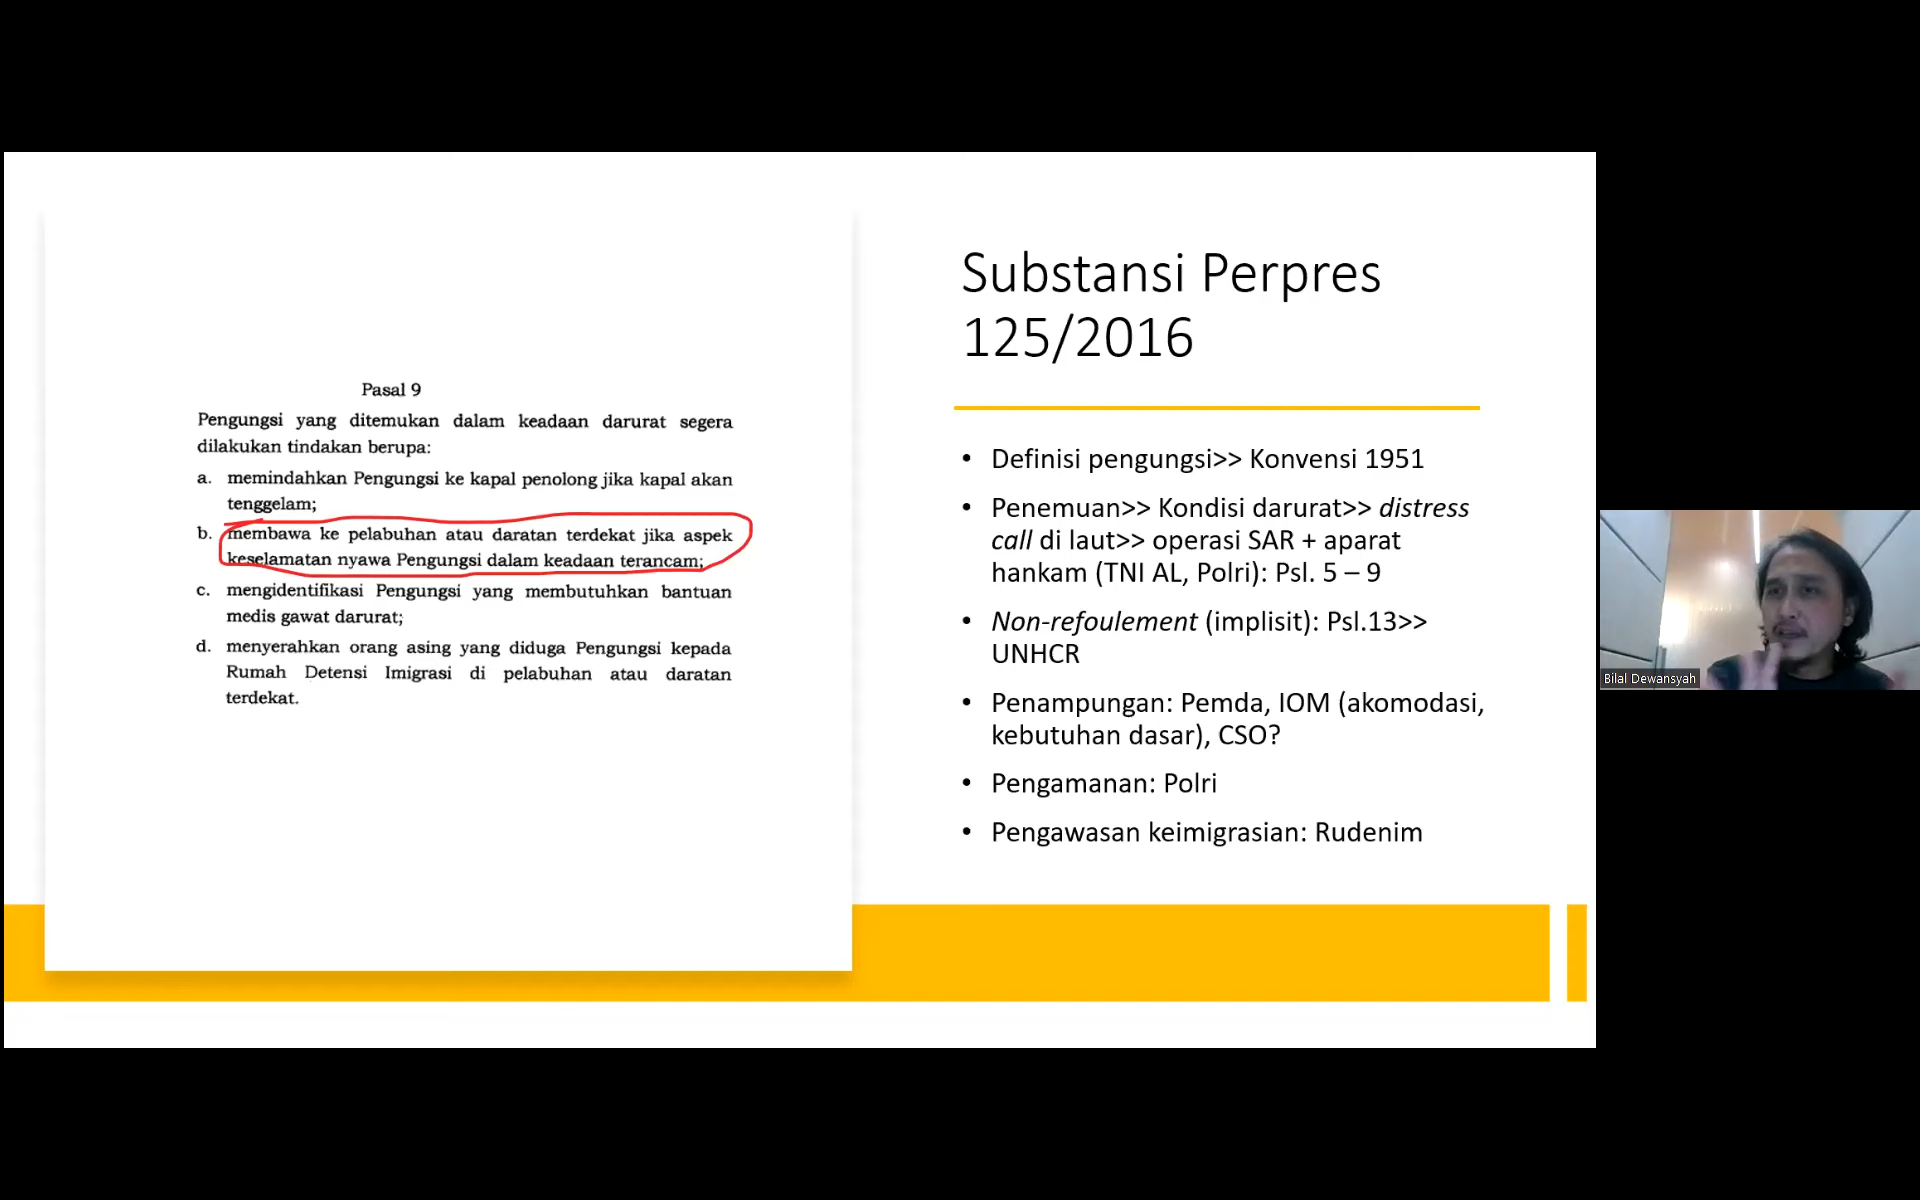 Pasal 9
Pengungsi yang ditemukan dalam keadaan darurat segera
dilakukan tindakan berupa:
a. memindahkan Pengungsi ke kapal penolong jika kapal akan
tenggelam;
b. membawa ke pelabuhan atau daratan terdekat jika aspek
keselamatan nyawa Pengungsi dalam keadaan terancam;
c. mengidentifikasi Pengungsi yang membutuhkan bantuan
medis gawat darurat;
d. menyerahkan orang asing yang diduga Pengungsi kepada
Rumah Detensi Imigrasi di pelabuhan atau daratan
terdekat.
Substansi Perpres
125/2016
• Definisi pengungsi>> Konvensi 1951
• Penemuan>> Kondisi darurat>> distress
call di laut>> operasi SAR + aparat
hankam (TNI AL, Polri): Psl. 5 – 9
• Non-refoulement (implisit): Psl.13>>
UNHCR
• Penampungan: Pemda, IOM (akomodasi,
kebutuhan dasar), CSO?
• Pengamanan: Polri
• Pengawasan keimigrasian: Rudenim
Bilal Dewansyah